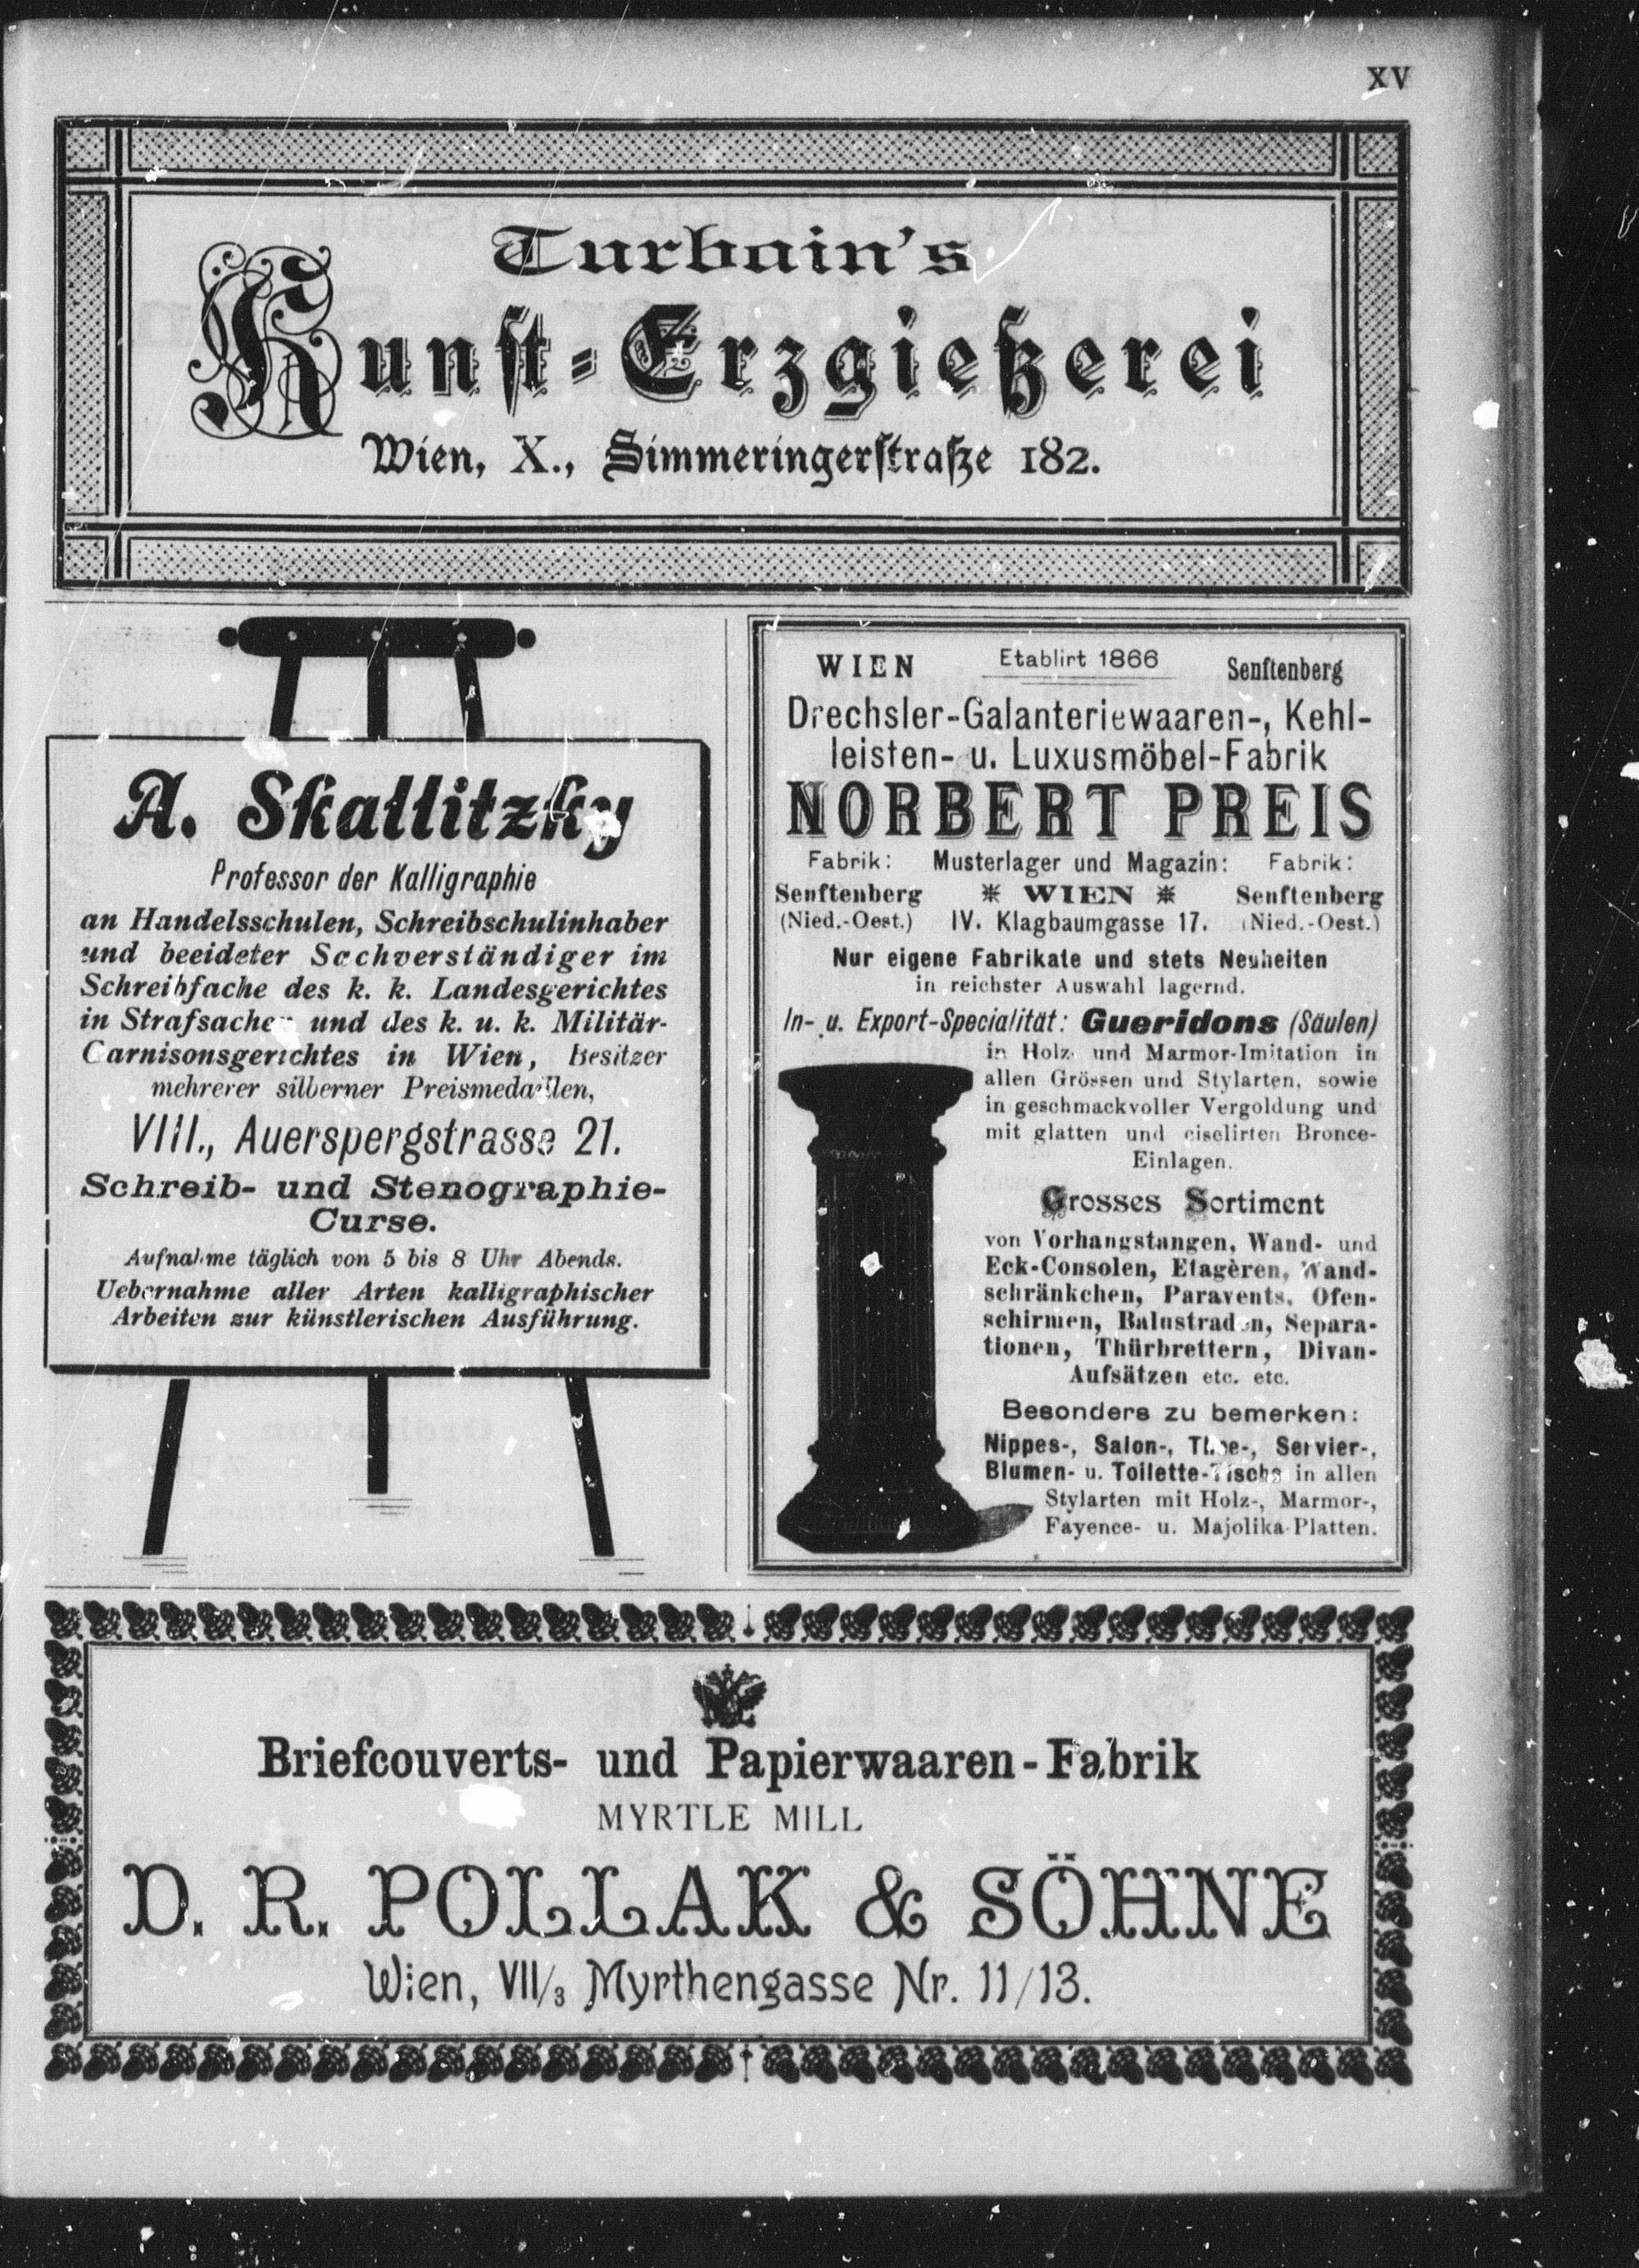 XV
Turbain's
Kunst-Erzgießerei
Wien, X., Simmeringerstraße 182.
A. Skallitzky
Professor der Kalligraphie
an Handelsschulen, Schreibschulinhaber
und beeideter Sachverständiger im
Schreibfache des k. k. Landesgerichtes
in Strafsachen und des k. u. k. Militär-
Garnisonsgerichtes in Wien, Besitzer
mehrerer silberner Preismedaillen,
VIII., Auerspergstrasse 21.
Schreib- und Stenographie-
Curse.
Aufnahme täglich von 5 bis 8 Uhr Abends.
Uebernahme aller Arten kalligraphischer
Arbeiten zur künstlerischen Ausführung.
WIEN Etablirt 1866 Senftenberg
Drechsler-Galanteriewaaren-, Kehl-
leisten- u. Luxusmöbel-Fabrik
NORBERT PREIS
Fabrik: Musterlager und Magazin: Fabrik:
Senftenberg ⁕ WIEN ⁕ Senftenberg
(Nied.-Oest.) IV. Klagbaumgasse 17. (Nied.-Oest.)
Nur eigene Fabrikate und stets Neuheiten
in reichster Auswahl lagernd.
In- u. Export-Specialität: Gueridons (Säulen)
in Holz- und Marmor-Imitation in
allen Grössen und Stylarten, sowie
in geschmackvoller Vergoldung und
mit glatten und ciselirten Bronce-
Einlagen.
Grosses Sortiment
von Vorhangstangen, Wand- und
Eck-Consolen, Etagèren, Wand-
schränkchen, Paravents, Ofen-
schirmen, Balustraden, Separa-
tionen, Thürbrettern, Divan-
Aufsätzen etc. etc.
Besonders zu bemerken:
Nippes-, Salon-, Thee-, Servier-,
Blumen- u. Toilette-Tische in allen
Stylarten mit Holz-, Marmor-,
Fayence- u. Majolika-Platten.
Briefcouverts- und Papierwaaren-Fabrik
MYRTLE MILL
D. R. POLLAK & SÖHNE
Wien, VII/3 Myrthengasse Nr. 11/13.